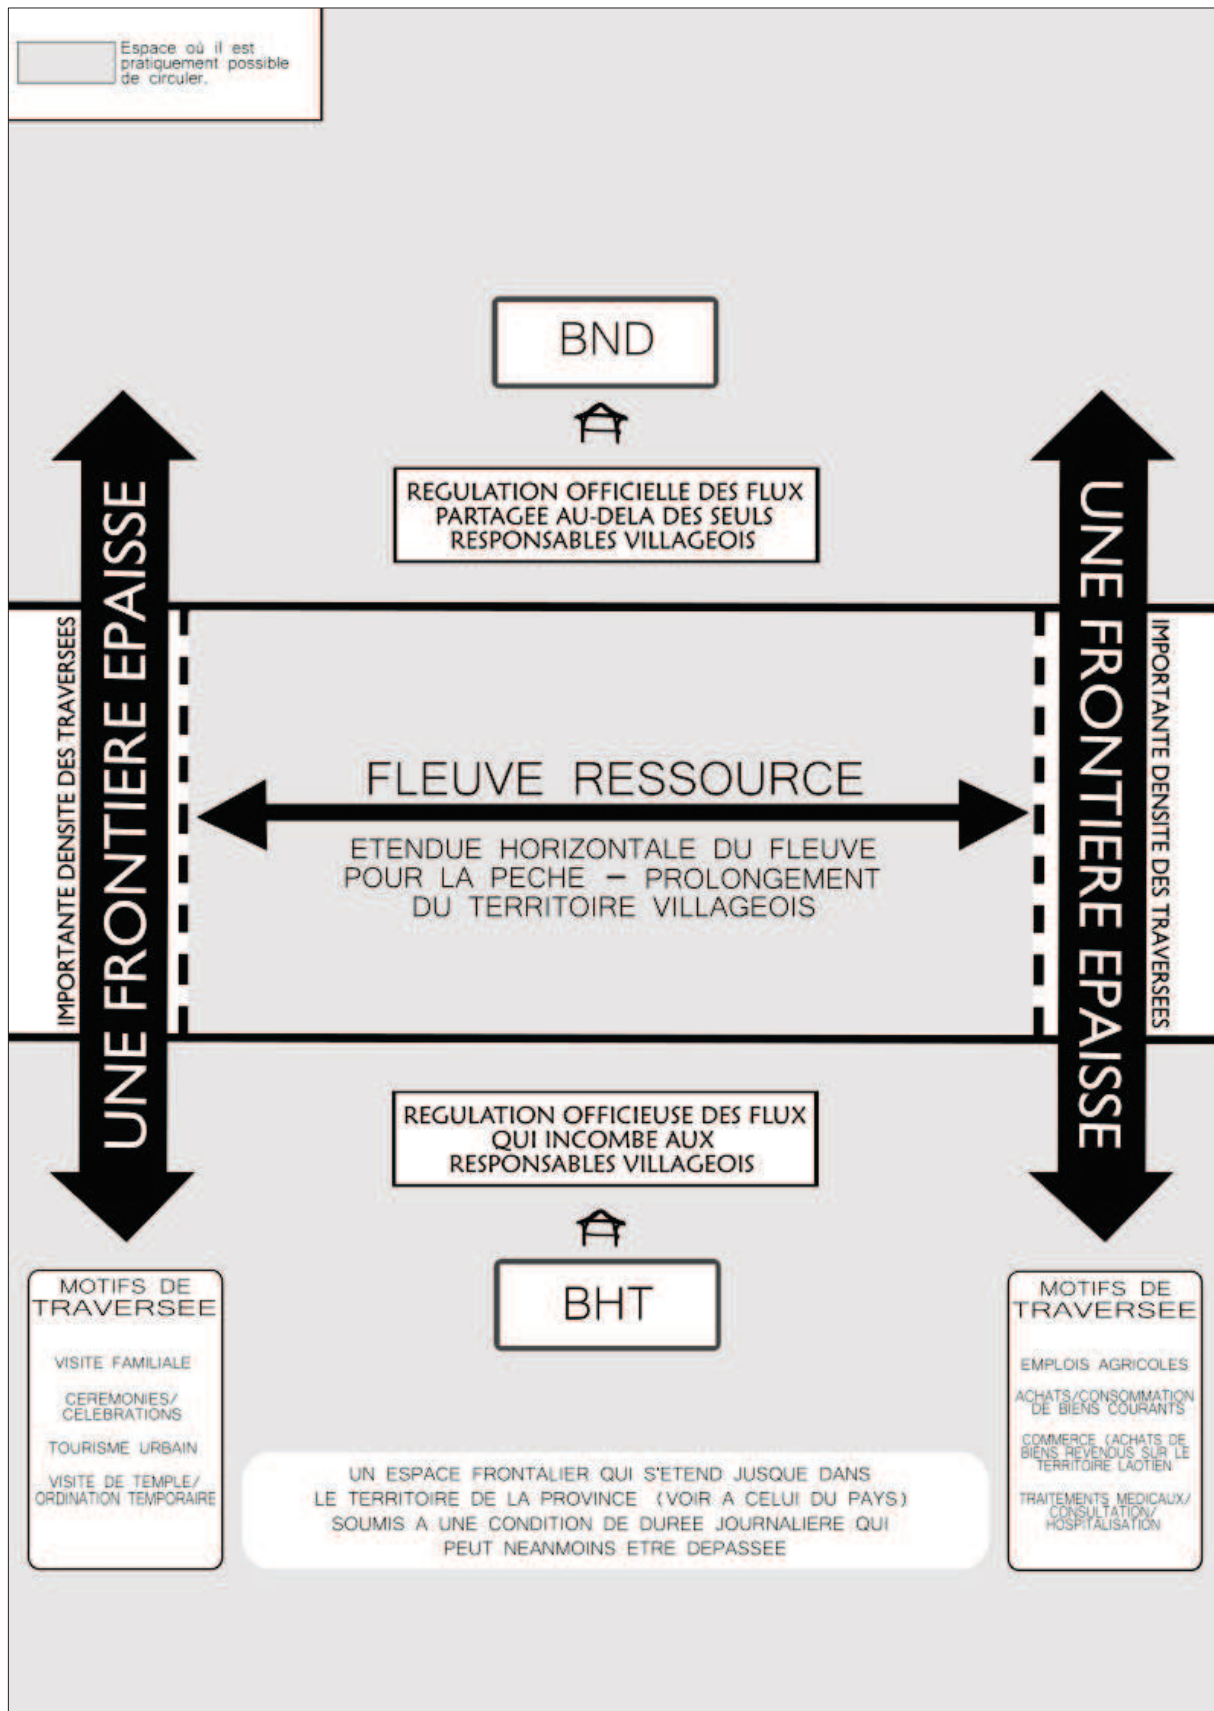 Espace où il est
pratiquement possible
de circuler.
BND
REGULATION OFFICIELLE DES FLUX
PARTAGEE AU-DELA DES SEULS
RESPONSABLES VILLAGEOIS
IMPORTANTE DENSITE DES TRAVERSEES
UNE FRONTIERE EPAISSE
FLEUVE RESSOURCE
ETENDUE HORIZONTALE DU FLEUVE
POUR LA PECHE – PROLONGEMENT
DU TERRITOIRE VILLAGEOIS
UNE FRONTIERE EPAISSE
IMPORTANTE DENSITE DES TRAVERSEES
REGULATION OFFICIEUSE DES FLUX
QUI INCOMBE AUX
RESPONSABLES VILLAGEOIS
BHT
MOTIFS DE
TRAVERSEE
VISITE FAMILIALE
CEREMONIES/
CELEBRATIONS
TOURISME URBAIN
VISITE DE TEMPLE/
ORDINATION TEMPORAIRE
MOTIFS DE
TRAVERSEE
EMPLOIS AGRICOLES
ACHATS/CONSOMMATION
DE BIENS COURANTS
COMMERCE (ACHATS DE
BIENS REVENDUS SUR LE
TERRITOIRE LAOTIEN
TRAITEMENTS MEDICAUX/
CONSULTATION/
HOSPITALISATION
UN ESPACE FRONTALIER QUI S'ETEND JUSQUE DANS
LE TERRITOIRE DE LA PROVINCE (VOIR A CELUI DU PAYS)
SOUMIS A UNE CONDITION DE DUREE JOURNALIERE QUI
PEUT NEANMOINS ETRE DEPASSEE